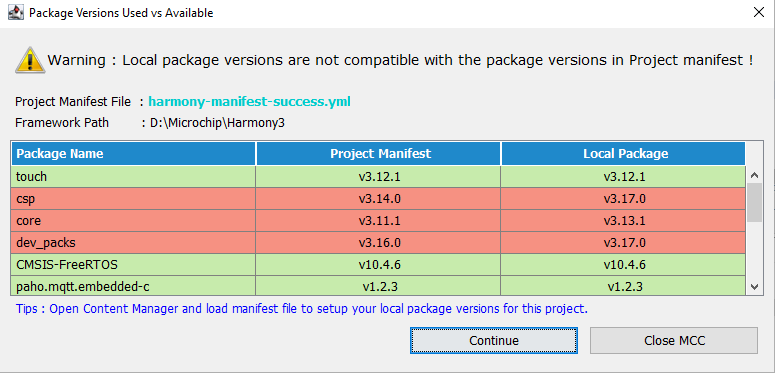 Package Versions Used vs Available
Warning : Local package versions are not compatible with the package versions in Project manifest !
Project Manifest File : harmony-manifest-success.yml
Framework Path : D:\Microchip\Harmony3
Package Name Project Manifest Local Package
touch v3.12.1 v3.12.1
csp v3.14.0 v3.17.0
core v3.11.1 v3.13.1
dev_packs v3.16.0 v3.17.0
CMSIS-FreeRTOS v10.4.6 v10.4.6
paho.mqtt.embedded-c v1.2.3 v1.2.3
Tips : Open Content Manager and load manifest file to setup your local package versions for this project.
Continue Close MCC